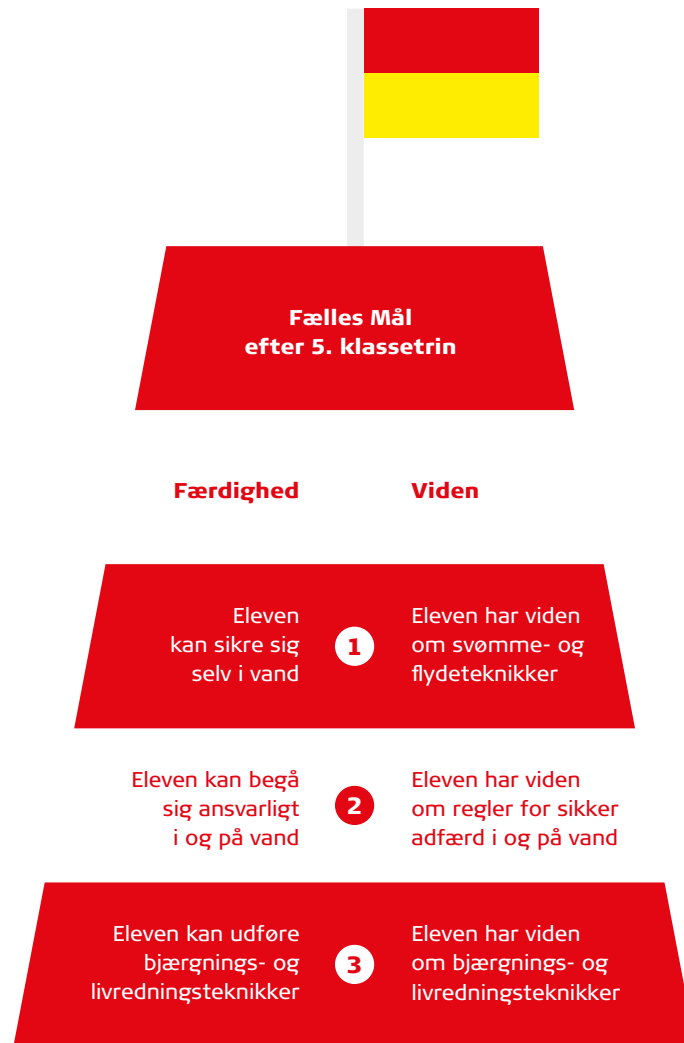 Fælles Mål
efter 5. klassetrin
Færdighed
Viden
Eleven
kan sikre sig
selv i vand
1
Eleven har viden
om svømme- og
flydeteknikker
Eleven kan begå
sig ansvarligt
i og på vand
2
Eleven har viden
om regler for sikker
adfærd i og på vand
Eleven kan udføre
bjærgnings- og
livredningsteknikker
3
Eleven har viden
om bjærgnings- og
livredningsteknikker